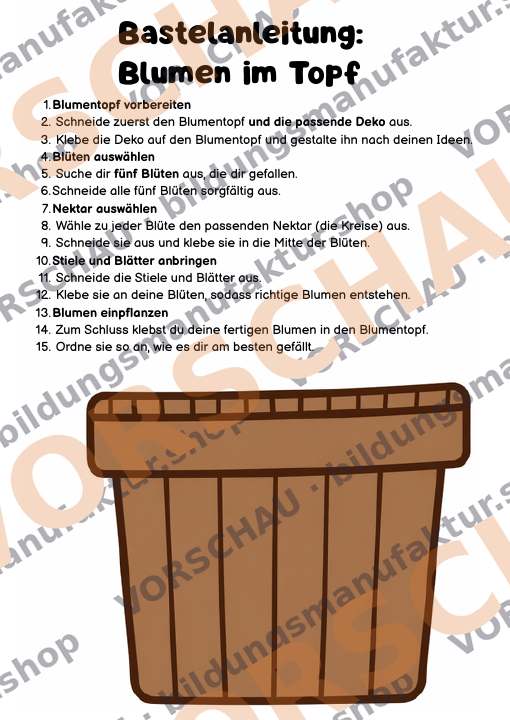 Bastelanleitung:
Blumen im Topf
1. Blumentopf vorbereiten
2. Schneide zuerst den Blumentopf und die passende Deko aus.
3. Klebe die Deko auf den Blumentopf und gestalte ihn nach deinen Ideen.
4. Blüten auswählen
5. Suche dir fünf Blüten aus, die dir gefallen.
6. Schneide alle fünf Blüten sorgfältig aus.
7. Nektar auswählen
8. Wähle zu jeder Blüte den passenden Nektar (die Kreise) aus.
9. Schneide sie aus und klebe sie in die Mitte der Blüten.
10. Stiele und Blätter anbringen
11. Schneide die Stiele und Blätter aus.
12. Klebe sie an deine Blüten, sodass richtige Blumen entstehen.
13. Blumen einpflanzen
14. Zum Schluss klebst du deine fertigen Blumen in den Blumentopf.
15. Ordne sie so an, wie es dir am besten gefällt.
VORSCHAU · bildungsmanufaktur.shop